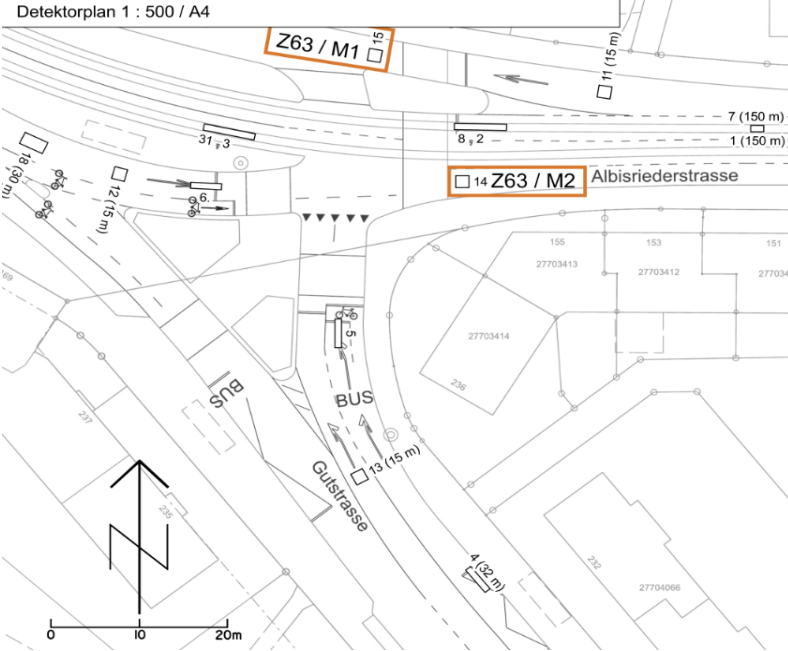 Detektorplan 1 : 500 / A4
Z63 / M1
15
11 (15 m)
7 (150 m)
31 , 3
8 , 2
1 (150 m)
18 (30 m)
12 (15 m)
6
14 Z63 / M2
Albisriederstrasse
155
153
151
27703413
27703412
277034
169
5
27703414
236
BUS
BUS
237
13 (15 m)
Gutstrasse
235
4 (32 m)
232
27704066
N
0
10
20m